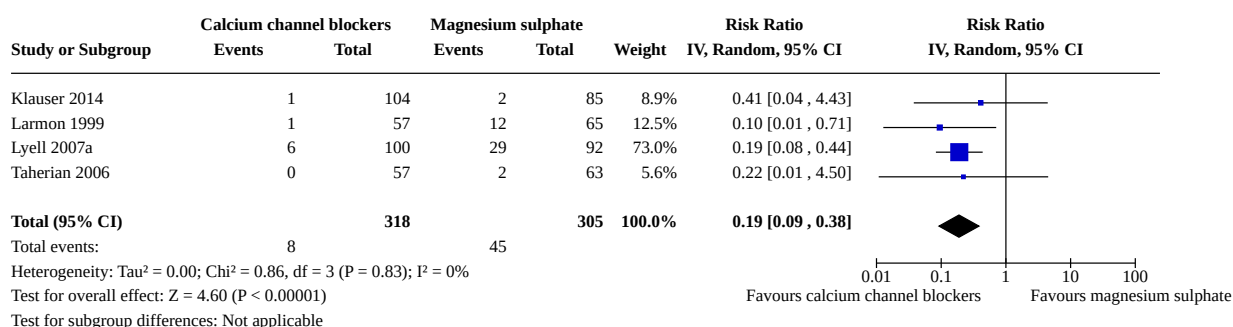 Calcium channel blockers Magnesium sulphate Risk Ratio Risk Ratio
Study or Subgroup Events Total Events Total Weight IV, Random, 95% CI IV, Random, 95% CI
Klauser 2014 1 104 2 85 8.9% 0.41 [0.04 , 4.43]
Larmon 1999 1 57 12 65 12.5% 0.10 [0.01 , 0.71]
Lyell 2007a 6 100 29 92 73.0% 0.19 [0.08 , 0.44]
Taherian 2006 0 57 2 63 5.6% 0.22 [0.01 , 4.50]
Total (95% CI) 318 305 100.0% 0.19 [0.09 , 0.38]
Total events: 8 45
Heterogeneity: Tau² = 0.00; Chi² = 0.86, df = 3 (P = 0.83); I² = 0%
0.01 0.1 1 10 100
Test for overall effect: Z = 4.60 (P < 0.00001)
Favours calcium channel blockers Favours magnesium sulphate
Test for subgroup differences: Not applicable